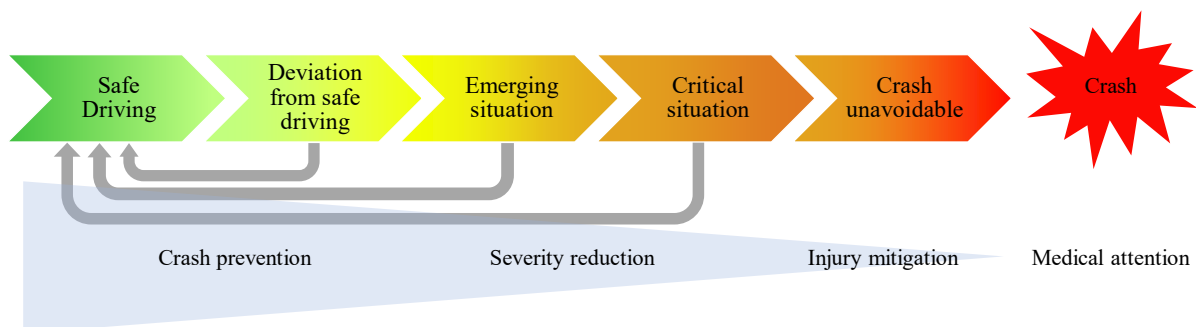 Safe
Driving
Deviation
from safe
driving
Emerging
situation
Critical
situation
Crash
unavoidable
Crash
Crash prevention
Severity reduction
Injury mitigation
Medical attention